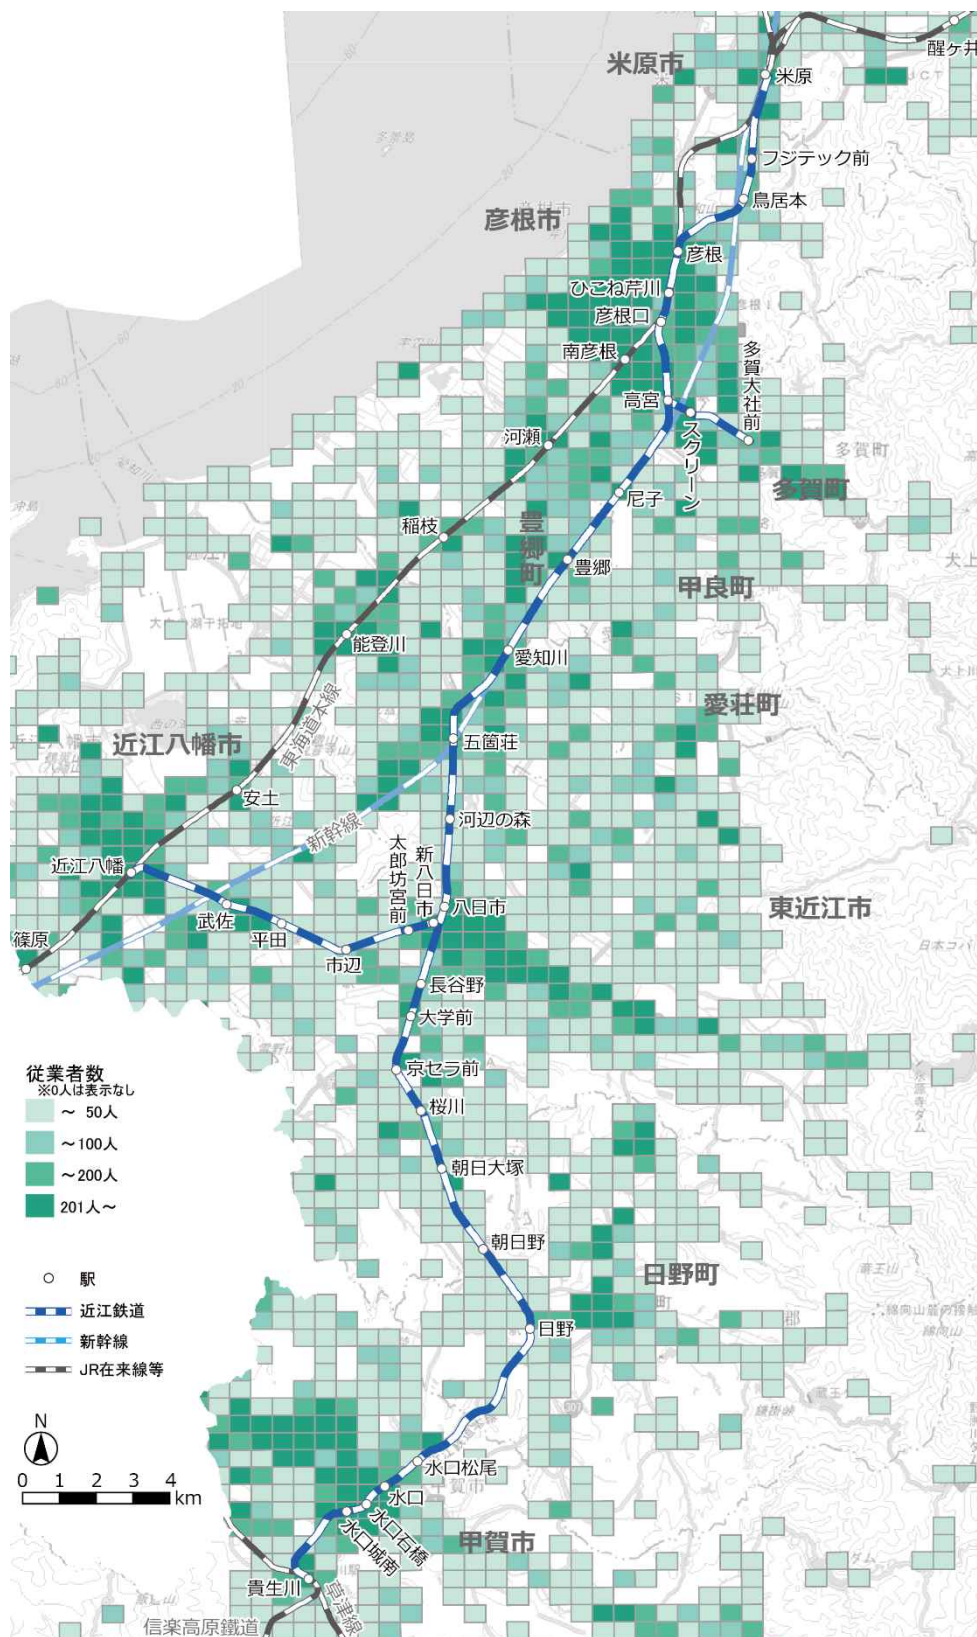 米原市
醒ヶ井
米原
フジテック前
鳥居本
彦根市
彦根
ひこね芹川
彦根口
南彦根
多賀大社前
高宮
スクリーン
河瀬
多賀町
多賀町
尼子
稲枝
豊郷町
豊郷
甲良町
能登川
愛知川
愛荘町
東海道本線
近江八幡市
五箇荘
安土
新幹線
河辺の森
太郎坊宮前
新八日市
近江八幡
八日市
武佐
平田
東近江市
篠原
市辺
長谷野
大学前
京セラ前
桜川
朝日大塚
朝日野
日野町
日野
水口松尾
水口
水口石橋
水口城南
甲賀市
甲賀市
貴生川
草津線
信楽高原鐵道
従業者数
※0人は表示なし
～ 50人
～100人
～200人
201人～
駅
近江鉄道
新幹線
JR在来線等
N
0 1 2 3 4
km